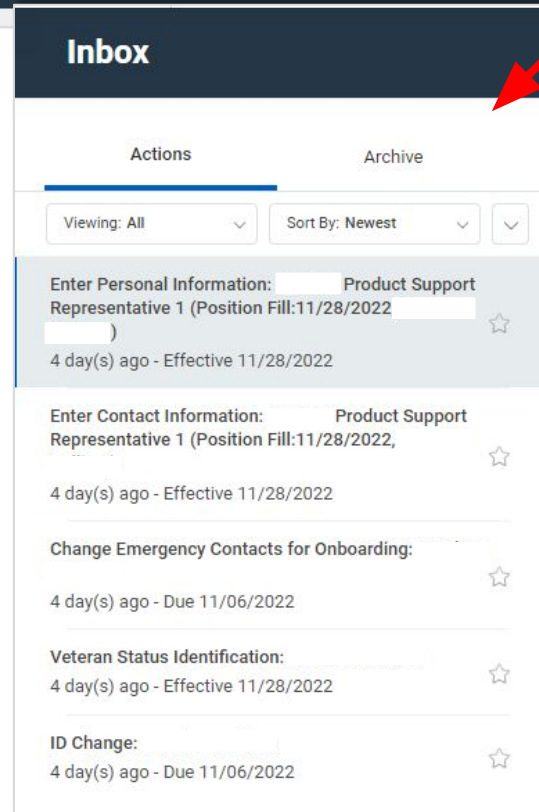 Inbox
Actions
Archive
Viewing: All
Sort By: Newest
Enter Personal Information: Product Support
Representative 1 (Position Fill:11/28/2022
)
4 day(s) ago - Effective 11/28/2022
Enter Contact Information: Product Support
Representative 1 (Position Fill:11/28/2022,
4 day(s) ago - Effective 11/28/2022
Change Emergency Contacts for Onboarding:
4 day(s) ago - Due 11/06/2022
Veteran Status Identification:
4 day(s) ago - Effective 11/28/2022
ID Change:
4 day(s) ago - Due 11/06/2022